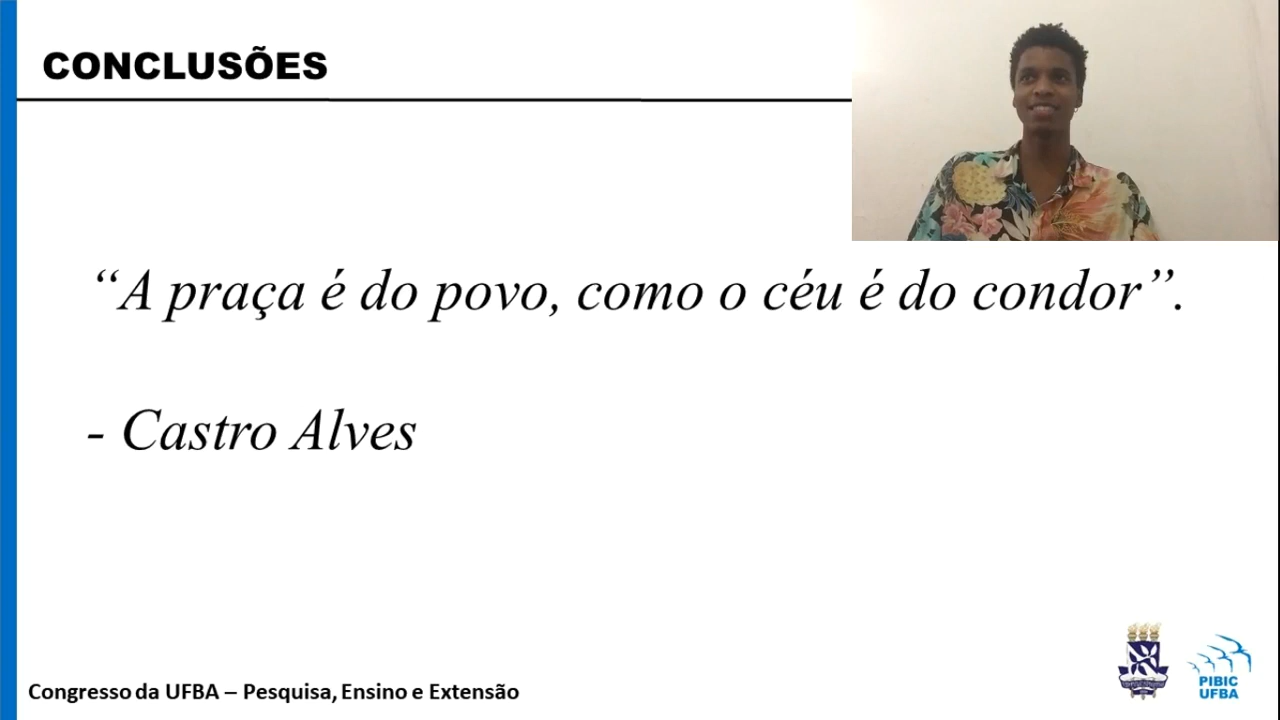 CONCLUSÕES
“A praça é do povo, como o céu é do condor”.
- Castro Alves
Congresso da UFBA – Pesquisa, Ensino e Extensão
PIBIC
UFBA